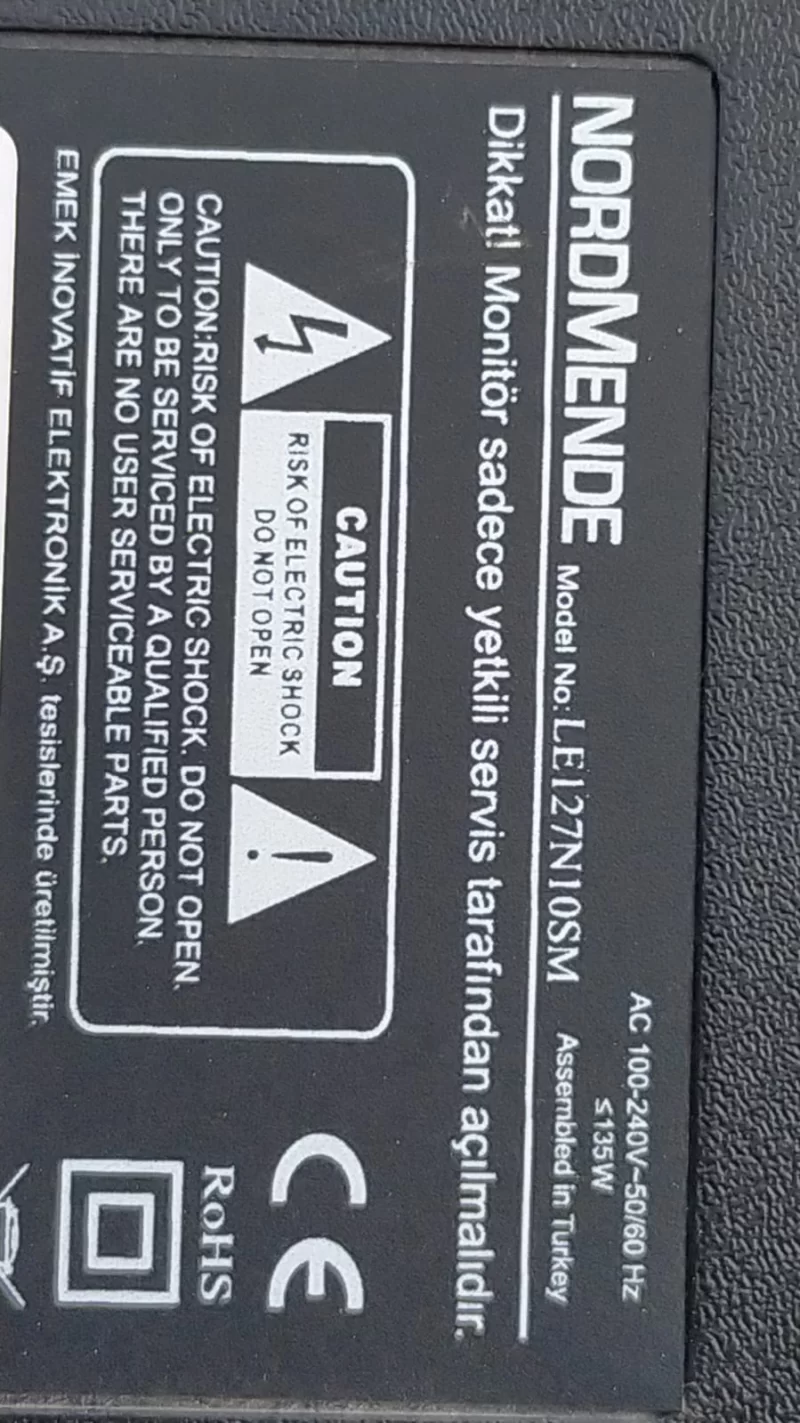 AC 100-240V~50/60 Hz
≤135W
NORDMENDE Model No: LE127N10SM Assembled in Turkey
Dikkat! Monitör sadece yetkili servis tarafından açılmalıdır.
CAUTION
RISK OF ELECTRIC SHOCK
DO NOT OPEN
CAUTION:RISK OF ELECTRIC SHOCK. DO NOT OPEN.
ONLY TO BE SERVICED BY A QUALIFIED PERSON.
THERE ARE NO USER SERVICEABLE PARTS.
EMEK İNOVATİF ELEKTRONİK A.Ş. tesislerinde üretilmiştir.
CE
RoHS